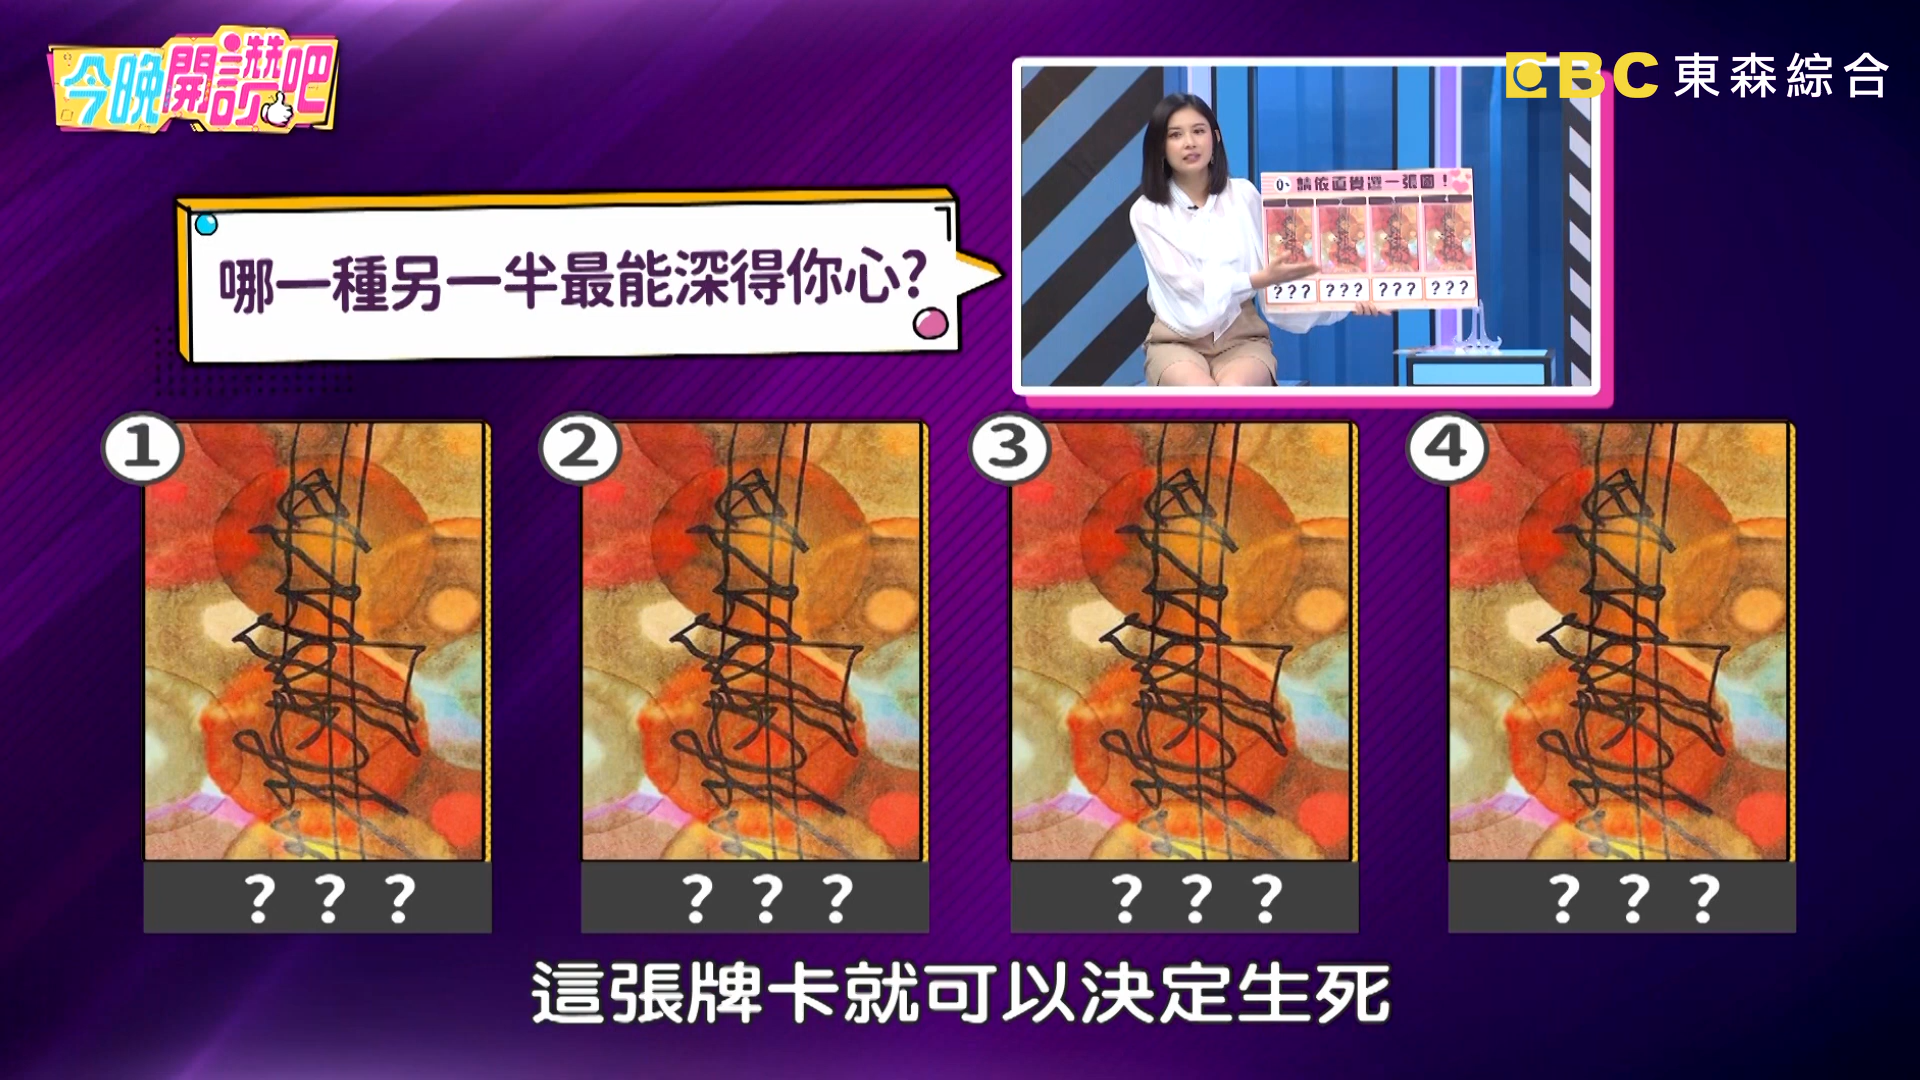 今晚開讚吧
EBC 東森綜合
哪一種另一半最能深得你心?
Q、請依直覺選一張圖!
??? ??? ??? ???
1 2 3 4
? ? ? ? ? ? ? ? ? ? ? ?
這張牌卡就可以決定生死